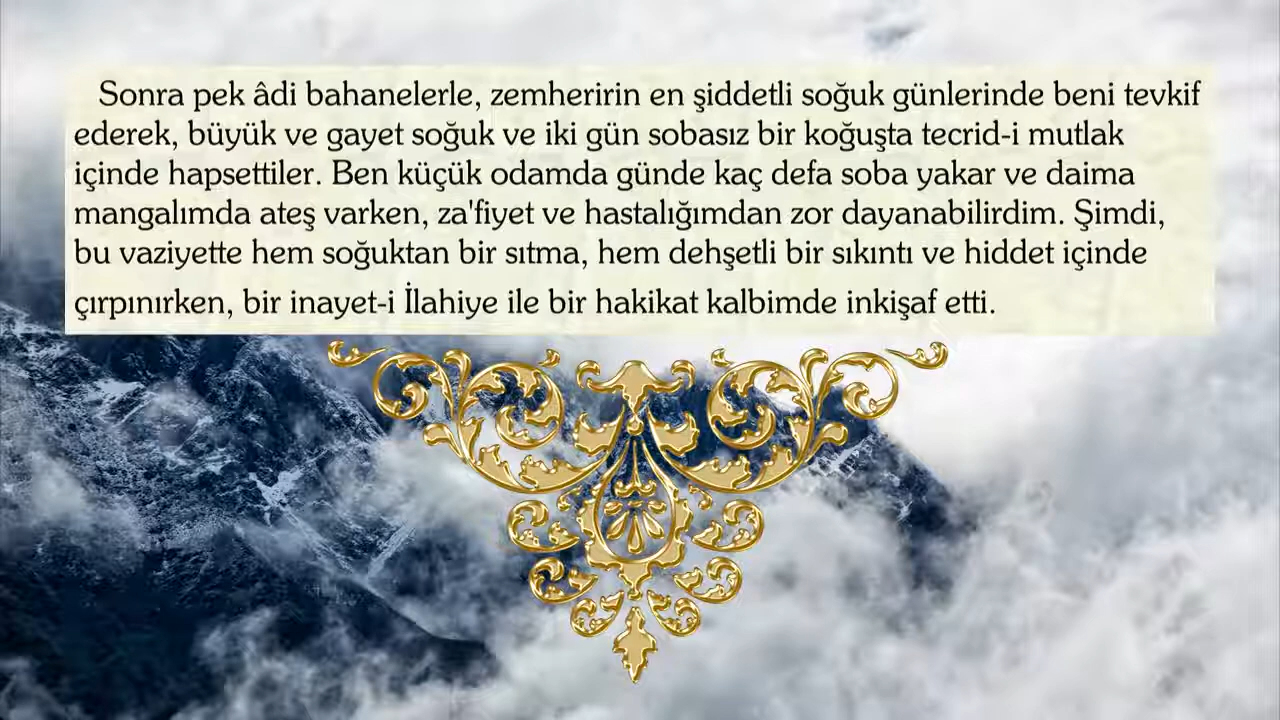 Sonra pek âdi bahanelerle, zemheririn en şiddetli soğuk günlerinde beni tevkif
ederek, büyük ve gayet soğuk ve iki gün sobasız bir koğuşta tecrid-i mutlak
içinde hapsettiler. Ben küçük odamda günde kaç defa soba yakar ve daima
mangalımda ateş varken, za'fiyet ve hastalığımdan zor dayanabilirdim. Şimdi,
bu vaziyette hem soğuktan bir sıtma, hem dehşetli bir sıkıntı ve hiddet içinde
çırpınırken, bir inayet-i İlahiye ile bir hakikat kalbimde inkişaf etti.